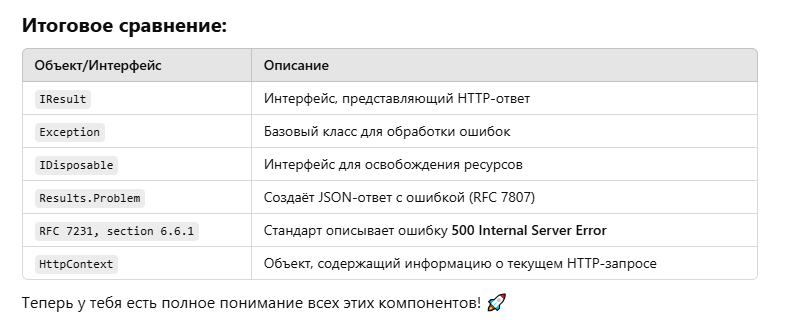 Итоговое сравнение:
Объект/Интерфейс Описание
IResult Интерфейс, представляющий HTTP-ответ
Exception Базовый класс для обработки ошибок
IDisposable Интерфейс для освобождения ресурсов
Results.Problem Создаёт JSON-ответ с ошибкой (RFC 7807)
RFC 7231, section 6.6.1 Стандарт описывает ошибку 500 Internal Server Error
HttpContext Объект, содержащий информацию о текущем HTTP-запросе
Теперь у тебя есть полное понимание всех этих компонентов! 🚀